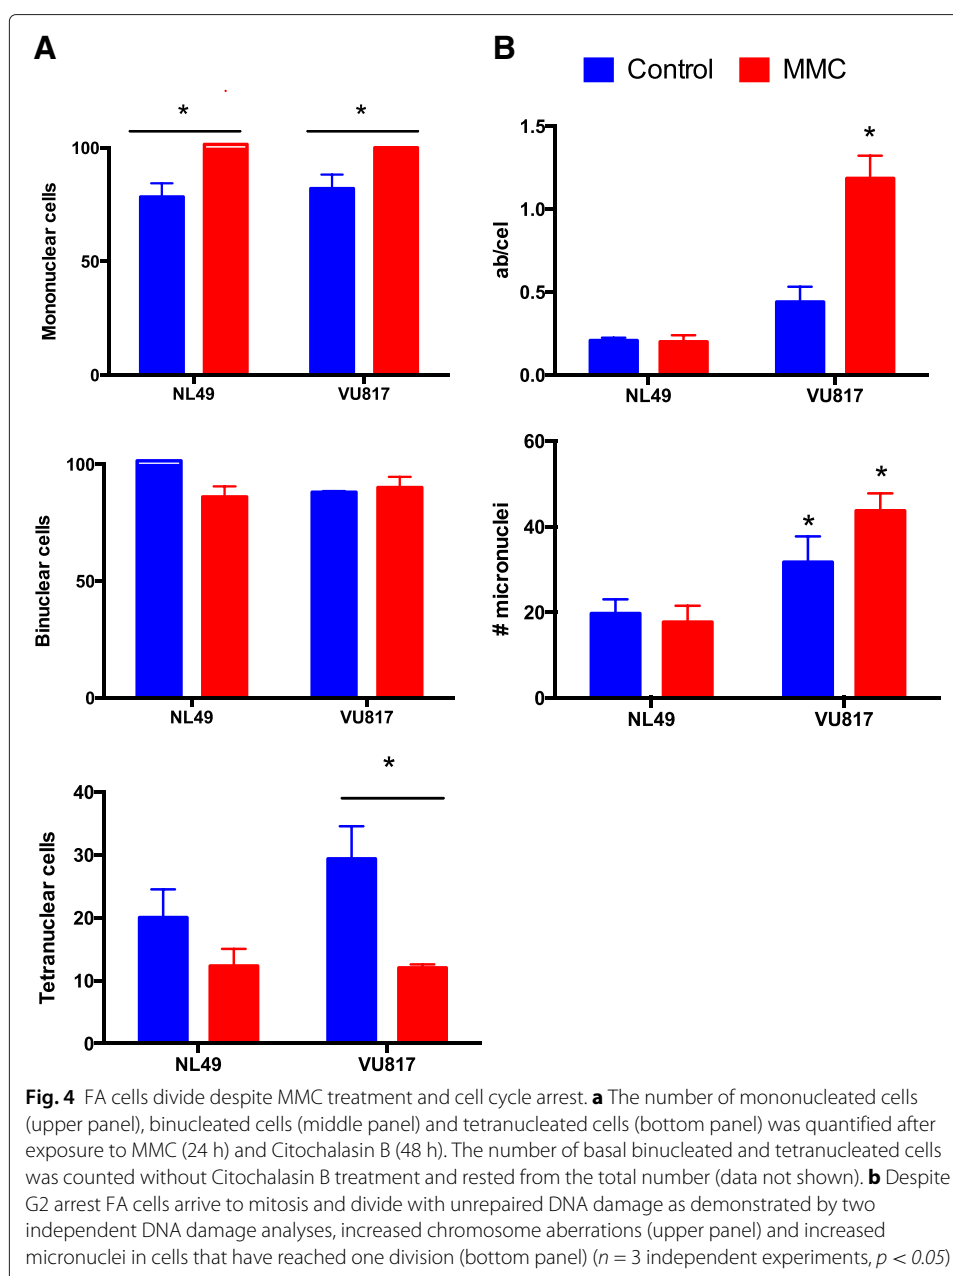 A
B
Control
MMC
*
*
100
50
0
Mononuclear cells
NL49
VU817
*
1.5
1.0
0.5
0.0
ab/cel
NL49
VU817
100
50
0
Binuclear cells
NL49
VU817
*
*
60
40
20
0
# micronuclei
NL49
VU817
*
40
30
20
10
0
Tetranuclear cells
NL49
VU817
Fig. 4 FA cells divide despite MMC treatment and cell cycle arrest. a The number of mononucleated cells
(upper panel), binucleated cells (middle panel) and tetranucleated cells (bottom panel) was quantified after
exposure to MMC (24 h) and Citochalasin B (48 h). The number of basal binucleated and tetranucleated cells
was counted without Citochalasin B treatment and rested from the total number (data not shown). b Despite
G2 arrest FA cells arrive to mitosis and divide with unrepaired DNA damage as demonstrated by two
independent DNA damage analyses, increased chromosome aberrations (upper panel) and increased
micronuclei in cells that have reached one division (bottom panel) (n = 3 independent experiments, p < 0.05)